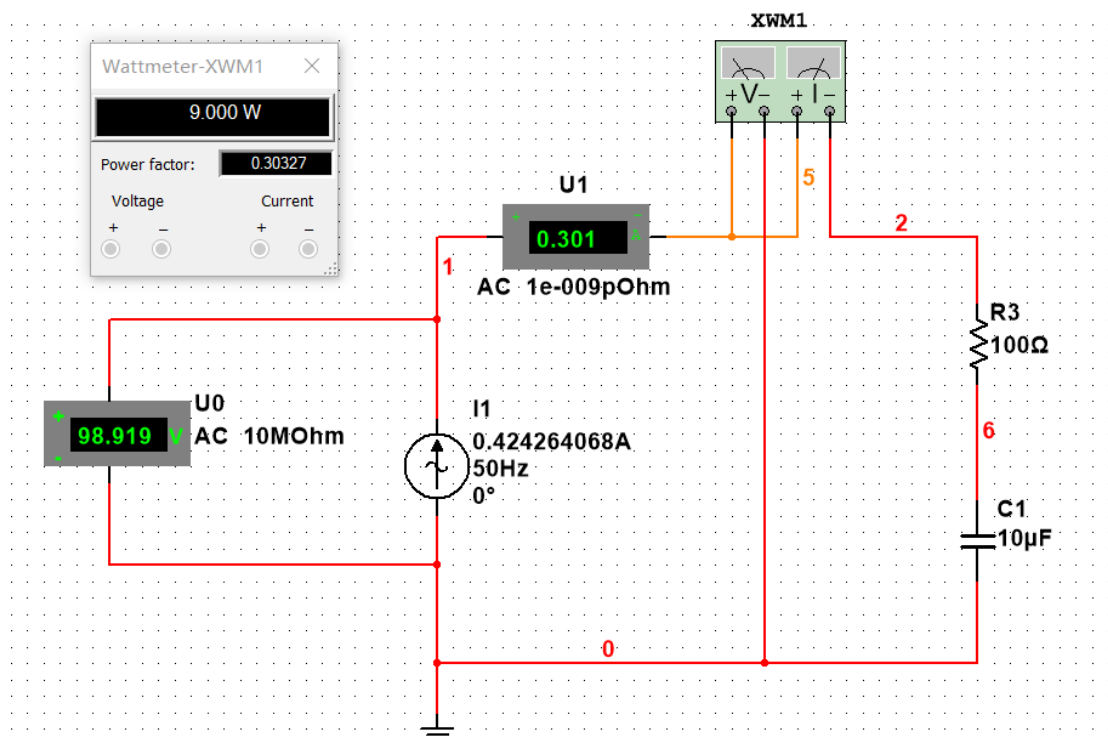 XWM1
Wattmeter-XWM1
9.000 W
Power factor: 0.30327
Voltage Current
+ − + −
+V− + I −
5
U1
+ −
0.301 A
2
1
AC 1e-009pOhm
R3
100Ω
U0
+
98.919 V
-
AC 10MOhm
I1
0.424264068A
50Hz
0°
6
C1
10µF
0